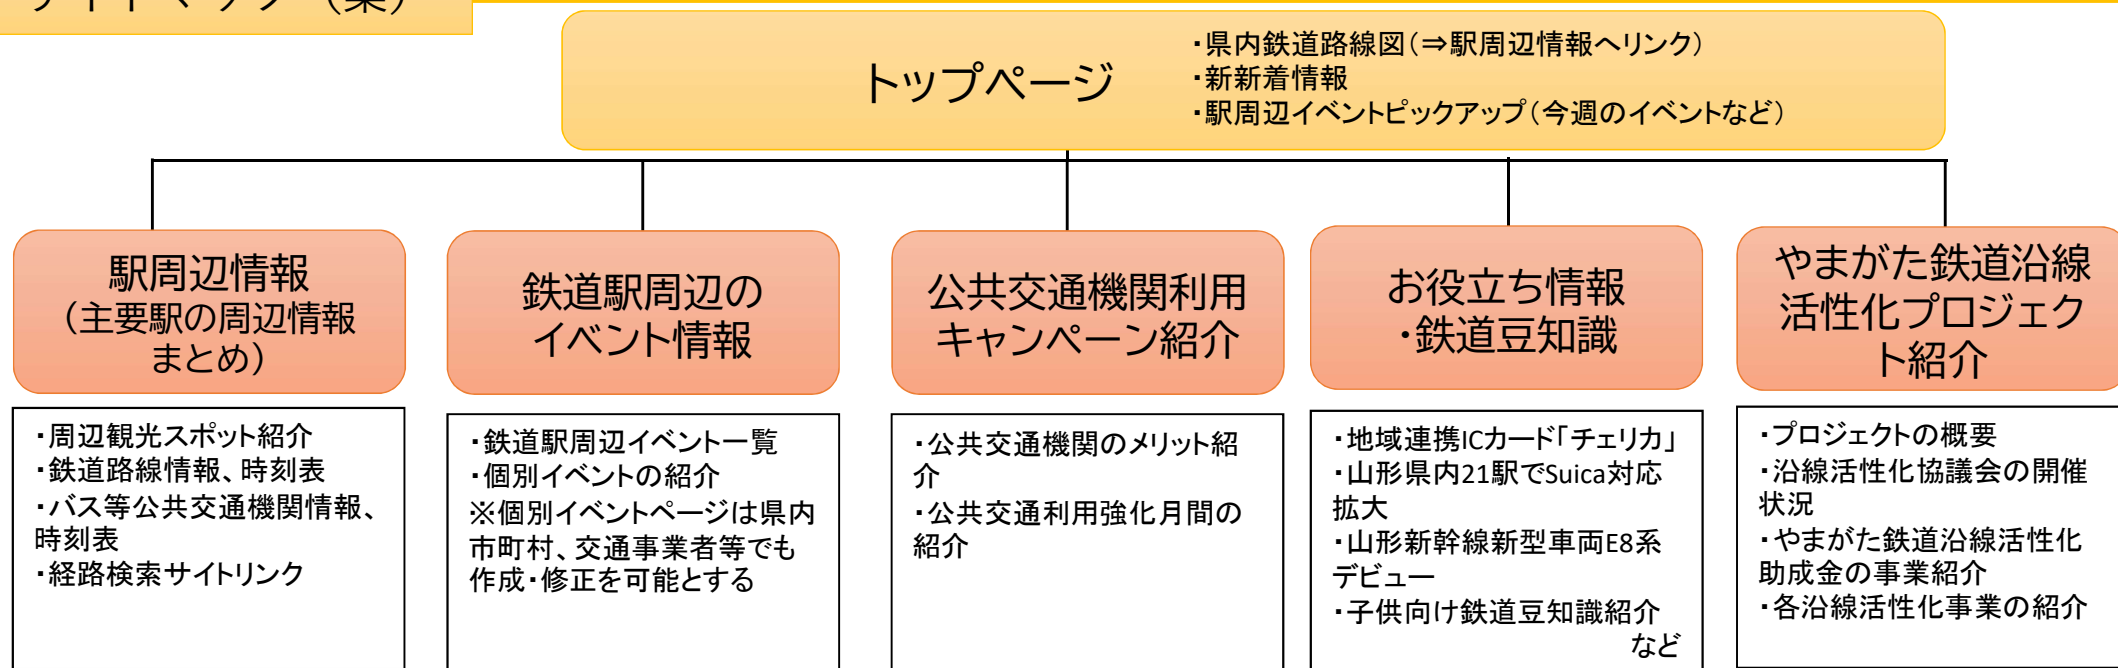 サイトマップ（案）
トップページ
・県内鉄道路線図（⇒駅周辺情報へリンク）
・新新着情報
・駅周辺イベントピックアップ（今週のイベントなど）
駅周辺情報
（主要駅の周辺情報
まとめ）
・周辺観光スポット紹介
・鉄道路線情報、時刻表
・バス等公共交通機関情報、
時刻表
・経路検索サイトリンク
鉄道駅周辺の
イベント情報
・鉄道駅周辺イベント一覧
・個別イベントの紹介
※個別イベントページは県内
市町村、交通事業者等でも
作成・修正を可能とする
公共交通機関利用
キャンペーン紹介
・公共交通機関のメリット紹
介
・公共交通利用強化月間の
紹介
お役立ち情報
・鉄道豆知識
・地域連携ICカード「チェリカ」
・山形県内21駅でSuica対応
拡大
・山形新幹線新型車両E8系
デビュー
・子供向け鉄道豆知識紹介
など
やまがた鉄道沿線
活性化プロジェク
ト紹介
・プロジェクトの概要
・沿線活性化協議会の開催
状況
・やまがた鉄道沿線活性化
助成金の事業紹介
・各沿線活性化事業の紹介